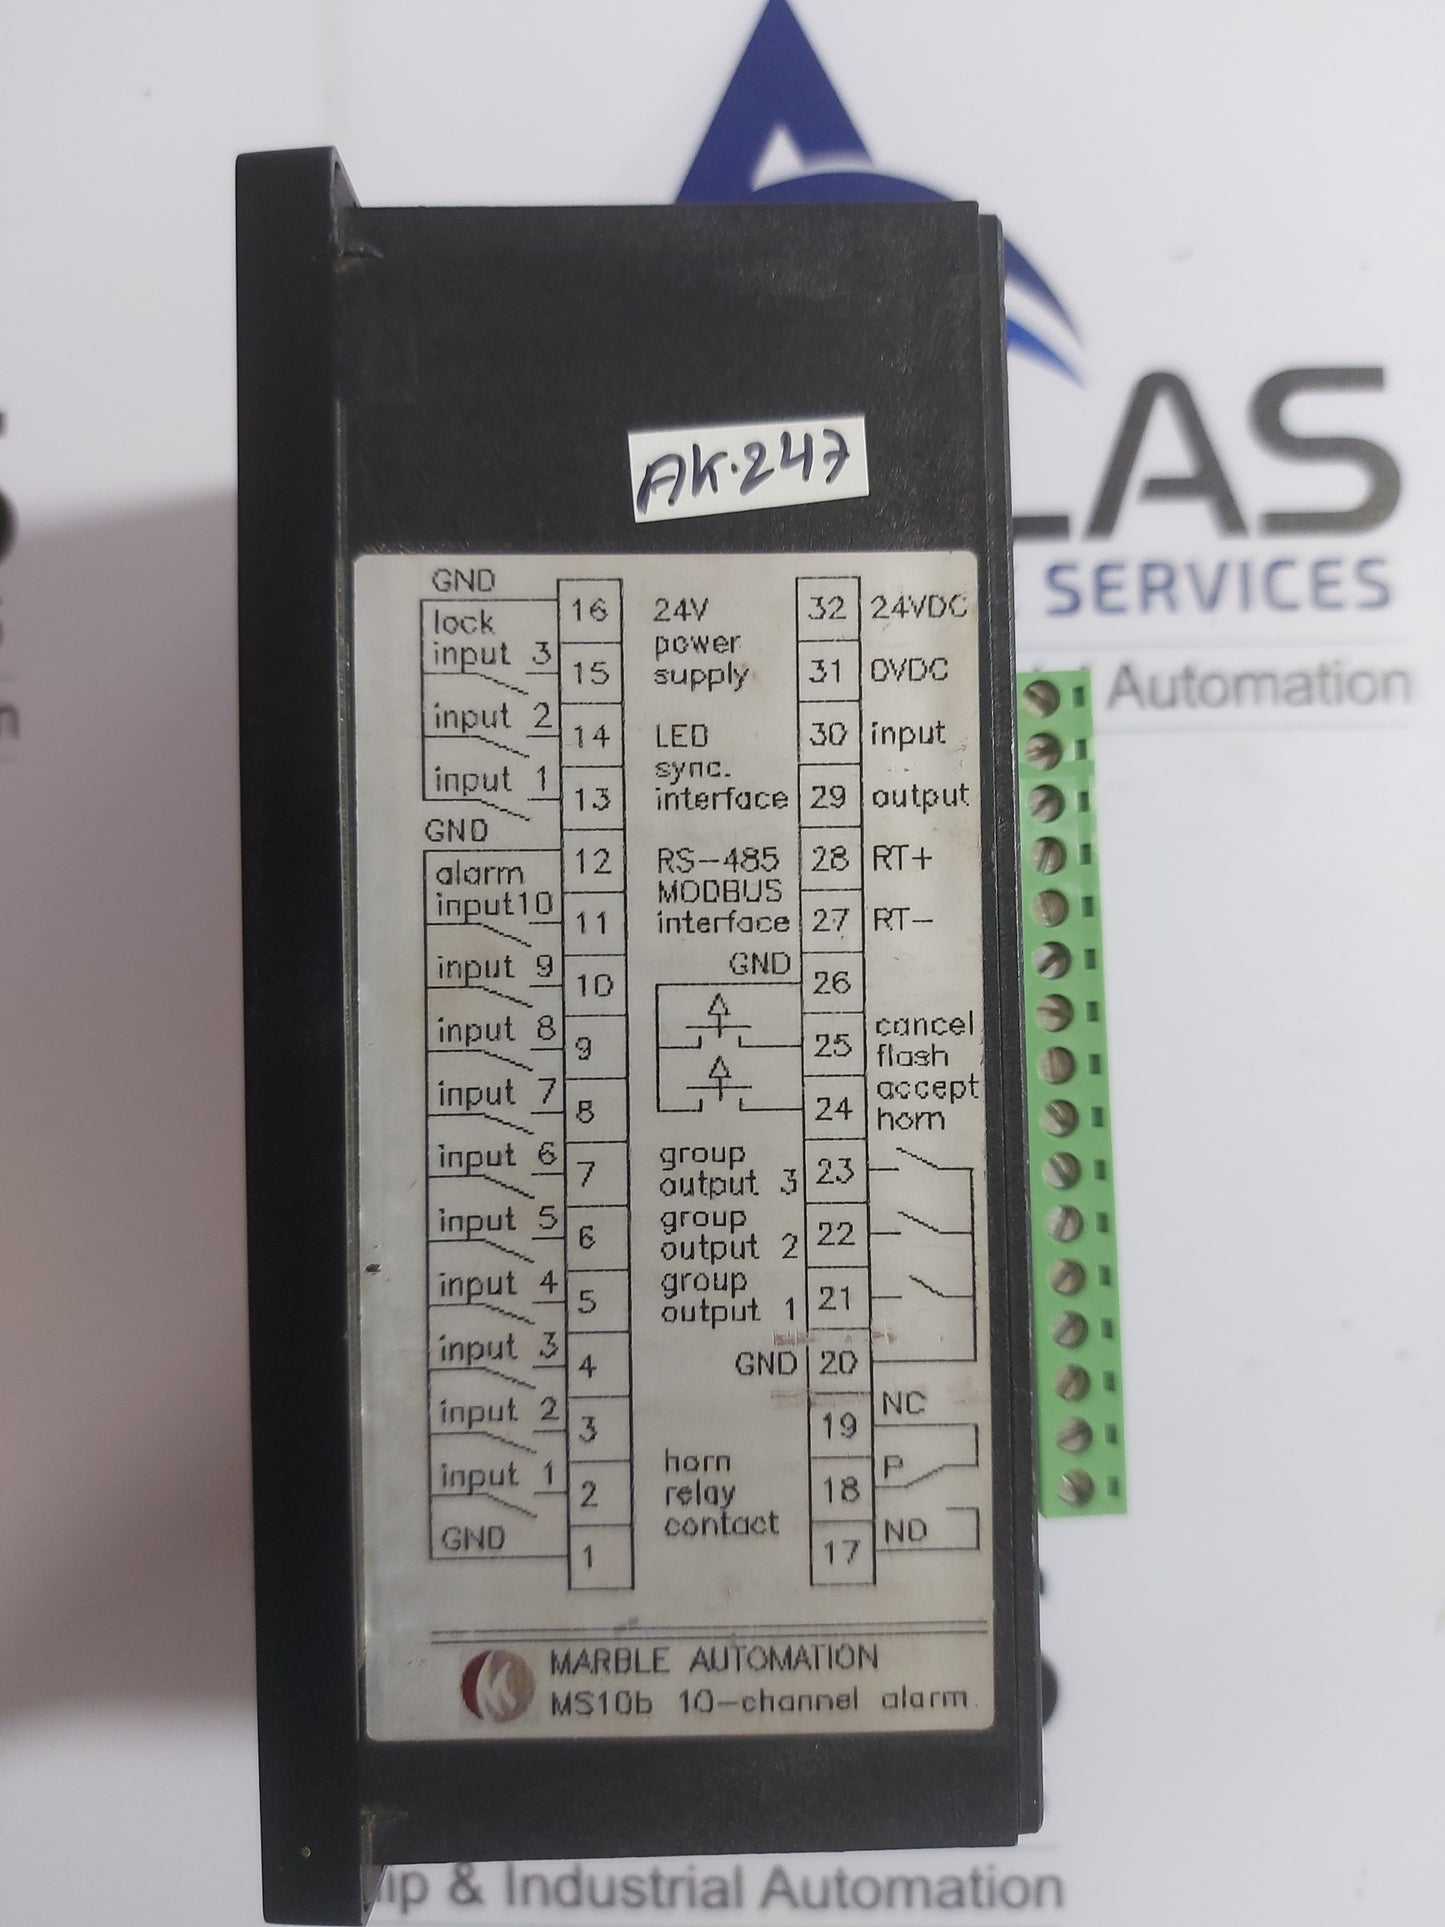 LAS
SERVICES
Automation
AK.247
GND
lock
input 3
input 2
input 1
GND
alarm
input10
input 9
input 8
input 7
input 6
input 5
input 4
input 3
input 2
input 1
GND
16
15
14
13
12
11
10
9
8
7
6
5
4
3
2
1
24V
power
supply
LED
sync.
interface
RS-485
MODBUS
interface
GND
group
output 3
group
output 2
group
output 1
GND
horn
relay
contact
32 24VDC
31 0VDC
30 input
29 output
28 RT+
27 RT-
26
25 cancel
flash
24 accept
horn
23
22
21
20
19 NC
18 P
17 NO
MARBLE AUTOMATION
MS10b 10-channel alarm.
& Industrial Automation